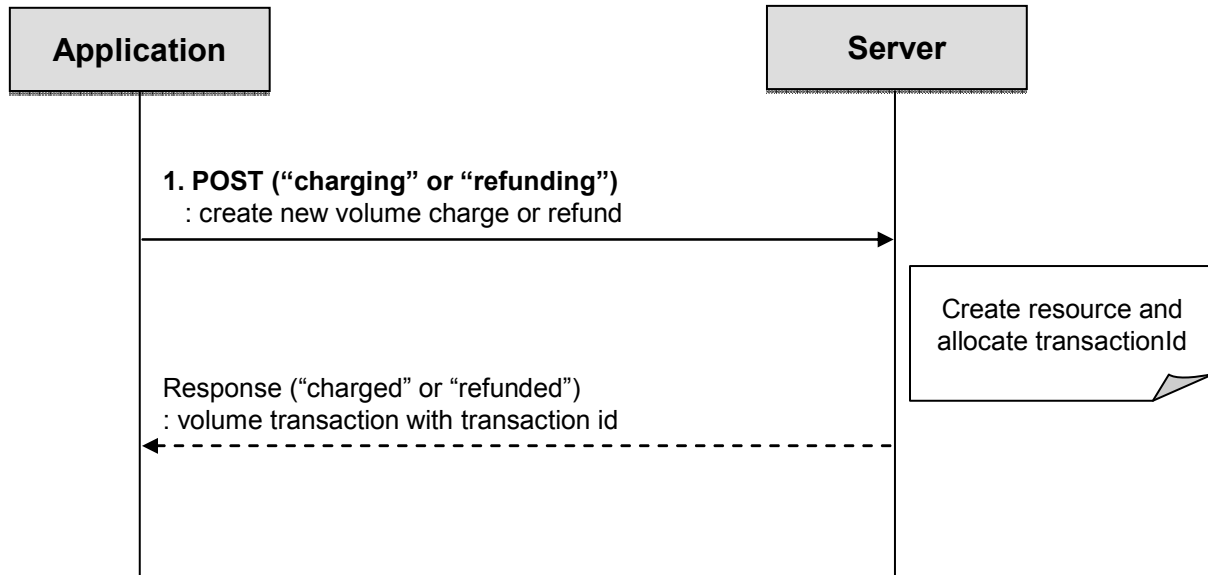 Application
Server
1. POST (“charging” or “refunding”)
: create new volume charge or refund
Create resource and
allocate transactionId
Response (“charged” or “refunded”)
: volume transaction with transaction id